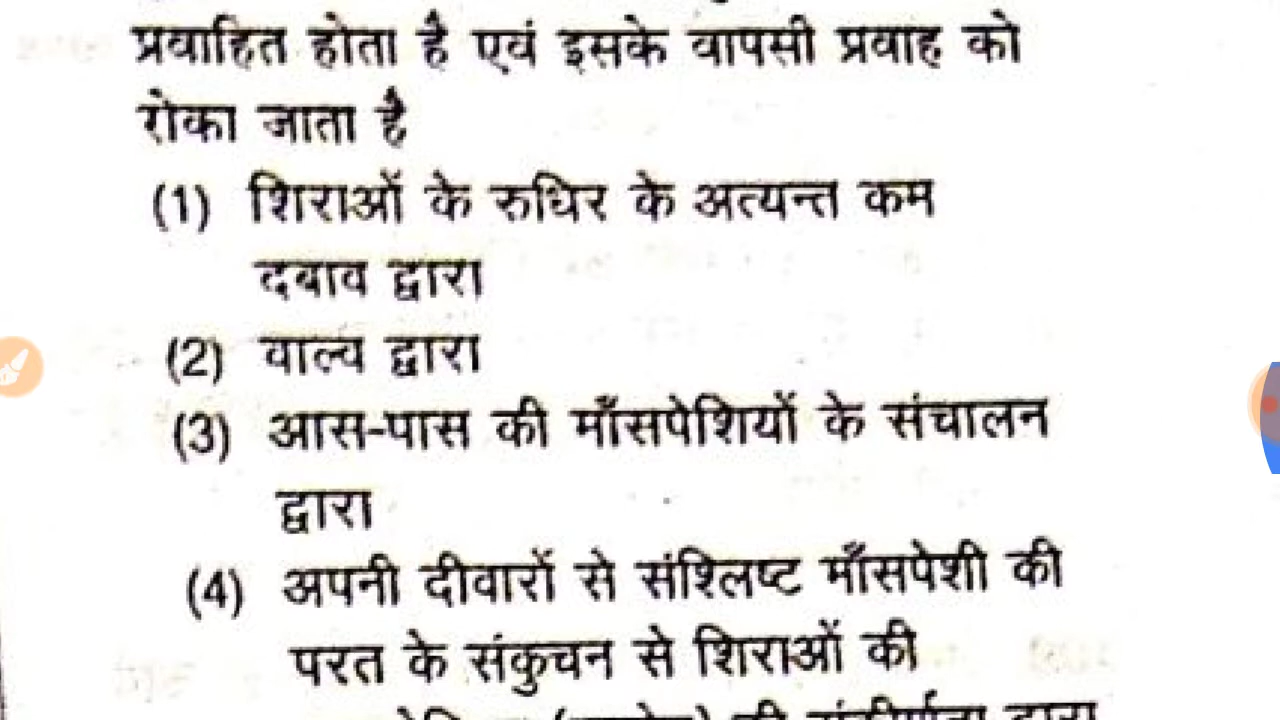 प्रवाहित होता है एवं इसके वापसी प्रवाह को
रोका जाता है
(1) शिराओं के रुधिर के अत्यन्त कम
दबाव द्वारा
(2) वाल्व द्वारा
(3) आस-पास की माँसपेशियों के संचालन
द्वारा
(4) अपनी दीवारों से संश्लिष्ट माँसपेशी की
परत के संकुचन से शिराओं की